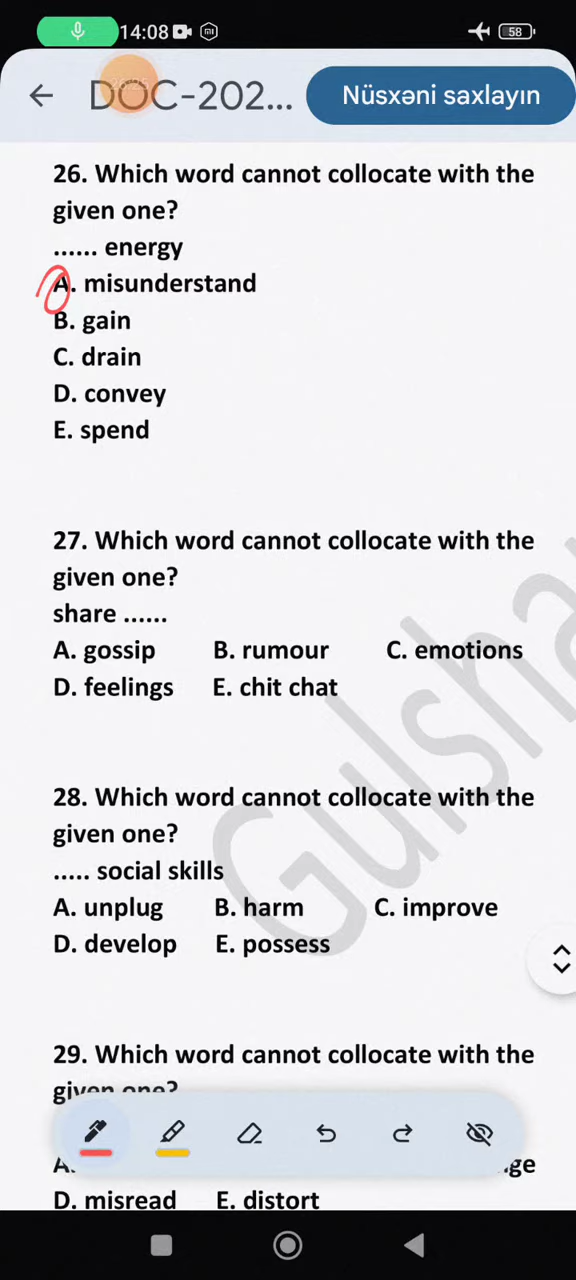 14:08
58
DOC-202... Nüsxəni saxlayın
26. Which word cannot collocate with the
given one?
...... energy
A. misunderstand
B. gain
C. drain
D. convey
E. spend
27. Which word cannot collocate with the
given one?
share ......
A. gossip B. rumour C. emotions
D. feelings E. chit chat
28. Which word cannot collocate with the
given one?
..... social skills
A. unplug B. harm C. improve
D. develop E. possess
29. Which word cannot collocate with the
given one?
A.
D. misread E. distort